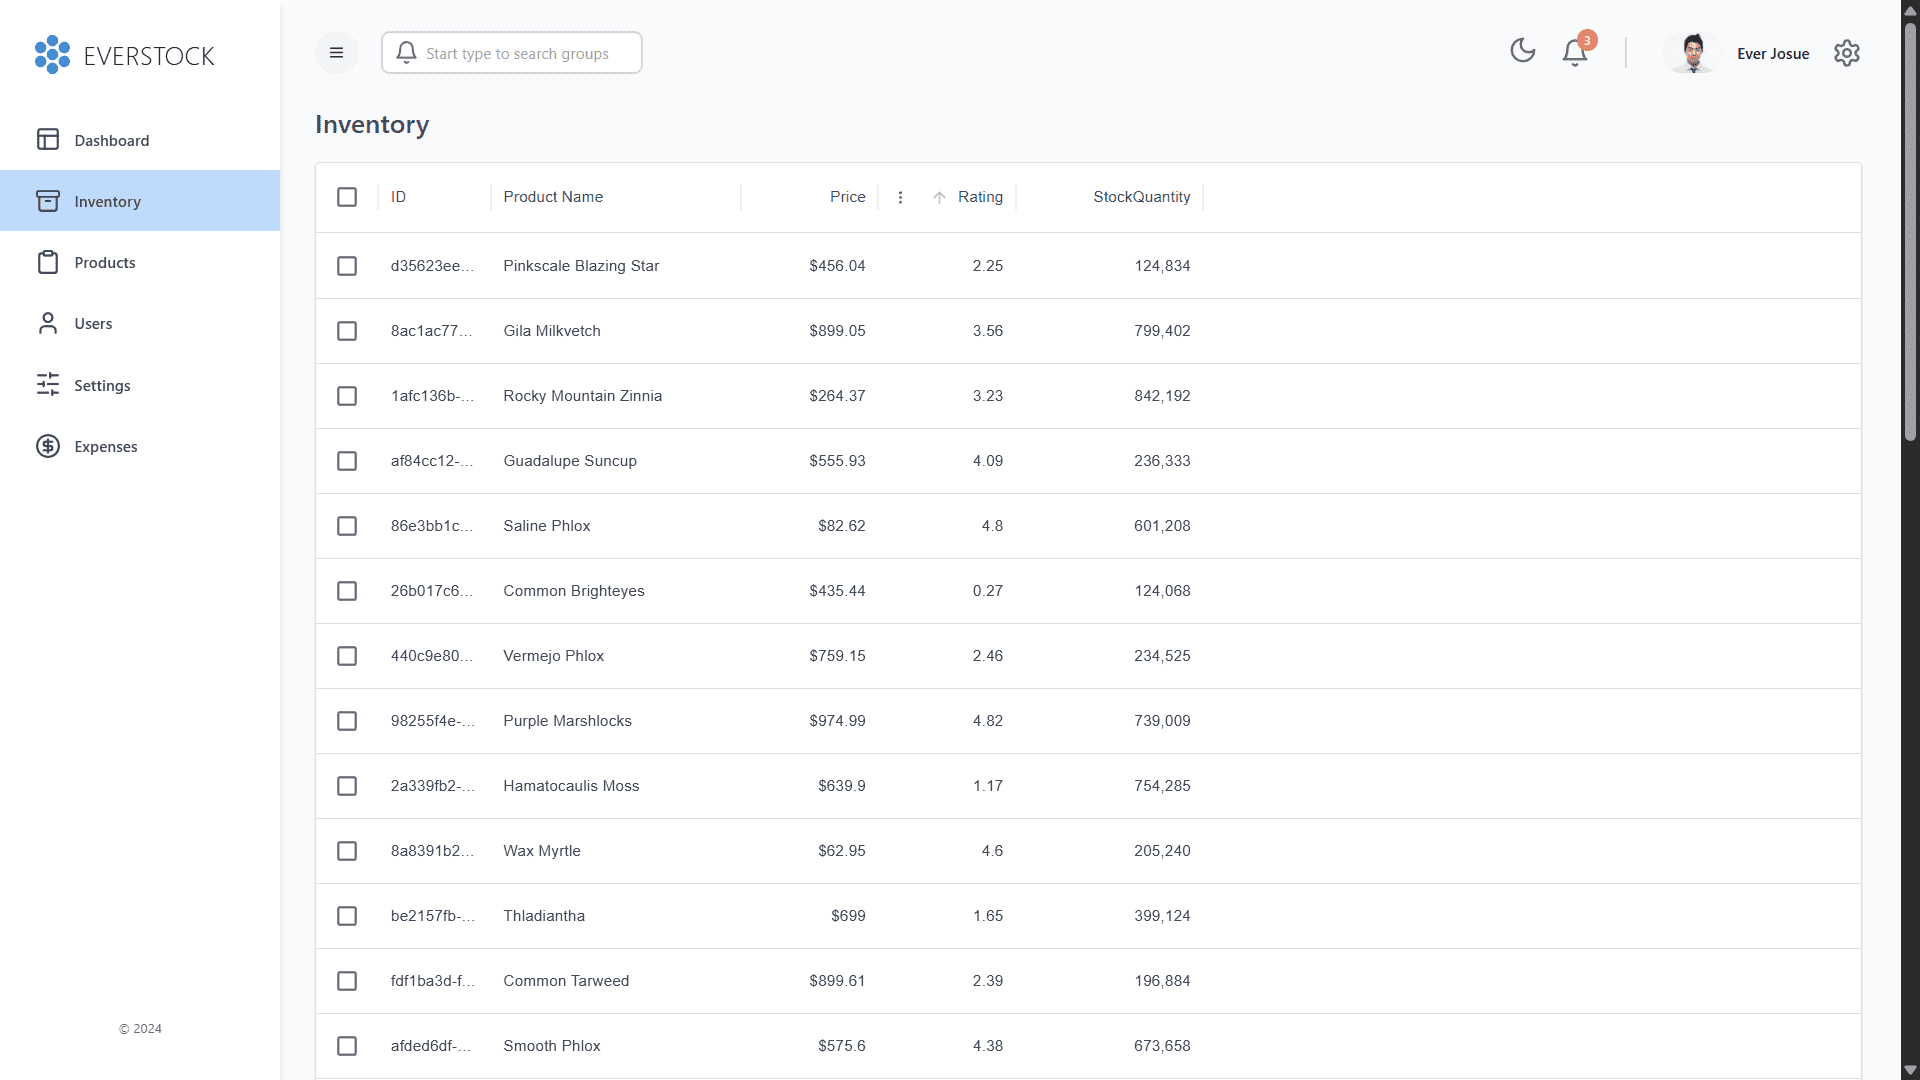 EVERSTOCK
Start type to search groups
3
Ever Josue
Dashboard
Inventory
Products
Users
Settings
Expenses
© 2024
Inventory
ID Product Name Price Rating StockQuantity
d35623ee... Pinkscale Blazing Star $456.04 2.25 124,834
8ac1ac77... Gila Milkvetch $899.05 3.56 799,402
1afc136b-... Rocky Mountain Zinnia $264.37 3.23 842,192
af84cc12-... Guadalupe Suncup $555.93 4.09 236,333
86e3bb1c... Saline Phlox $82.62 4.8 601,208
26b017c6... Common Brighteyes $435.44 0.27 124,068
440c9e80... Vermejo Phlox $759.15 2.46 234,525
98255f4e-... Purple Marshlocks $974.99 4.82 739,009
2a339fb2-... Hamatocaulis Moss $639.9 1.17 754,285
8a8391b2... Wax Myrtle $62.95 4.6 205,240
be2157fb-... Thladiantha $699 1.65 399,124
fdf1ba3d-f... Common Tarweed $899.61 2.39 196,884
afded6df-... Smooth Phlox $575.6 4.38 673,658